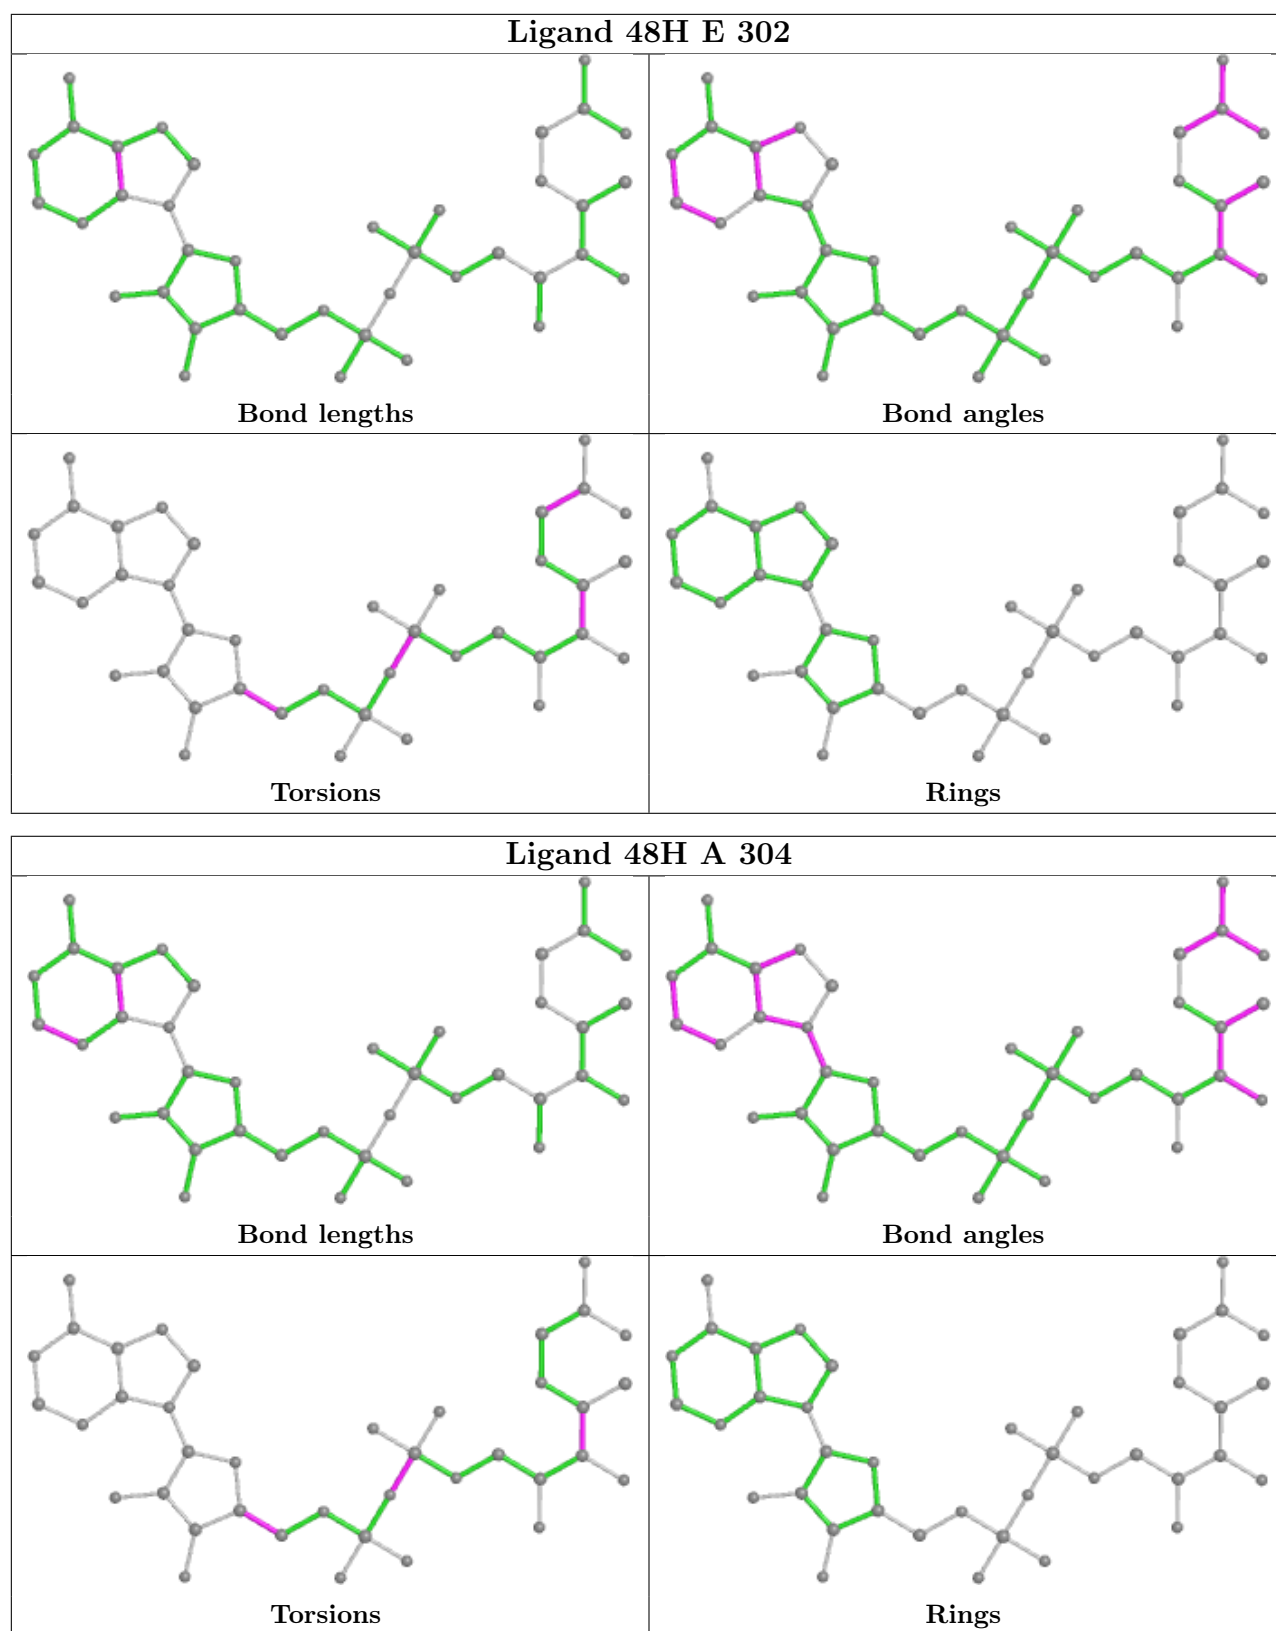 Ligand 48H E 302
Bond lengths
Bond angles
Torsions
Rings
Ligand 48H A 304
Bond lengths
Bond angles
Torsions
Rings